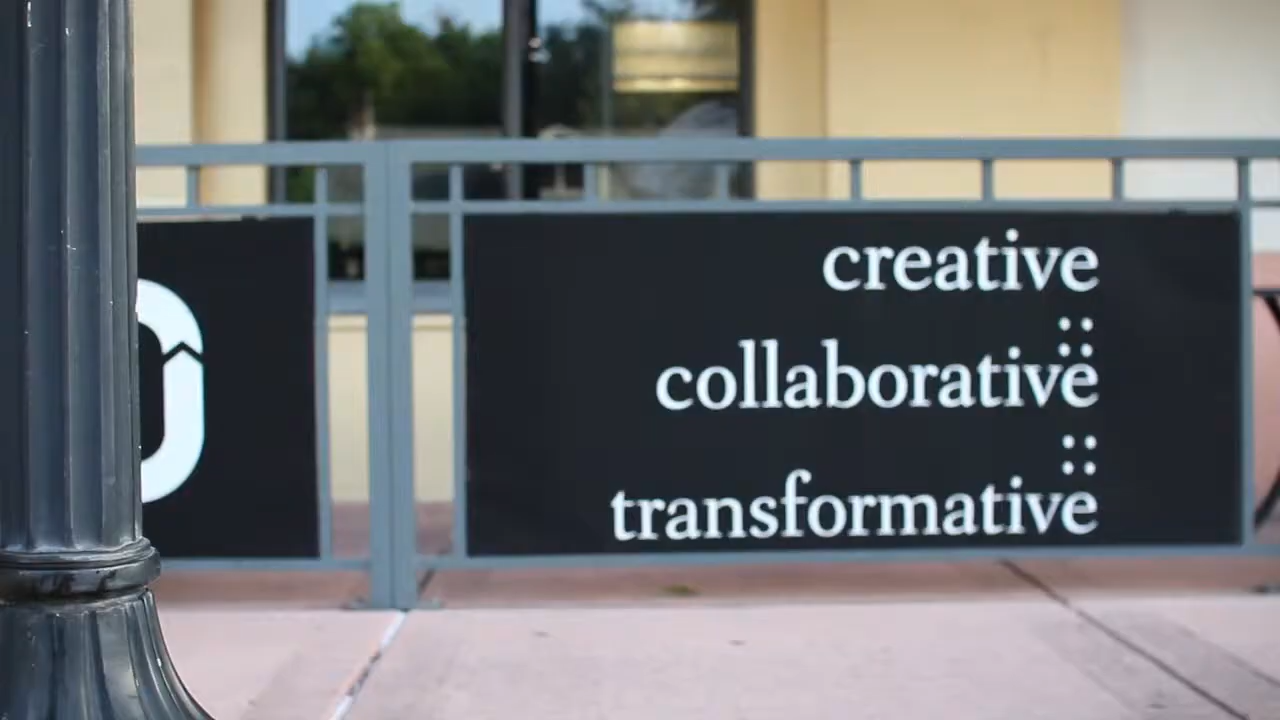 creative
::
collaborative
::
transformative